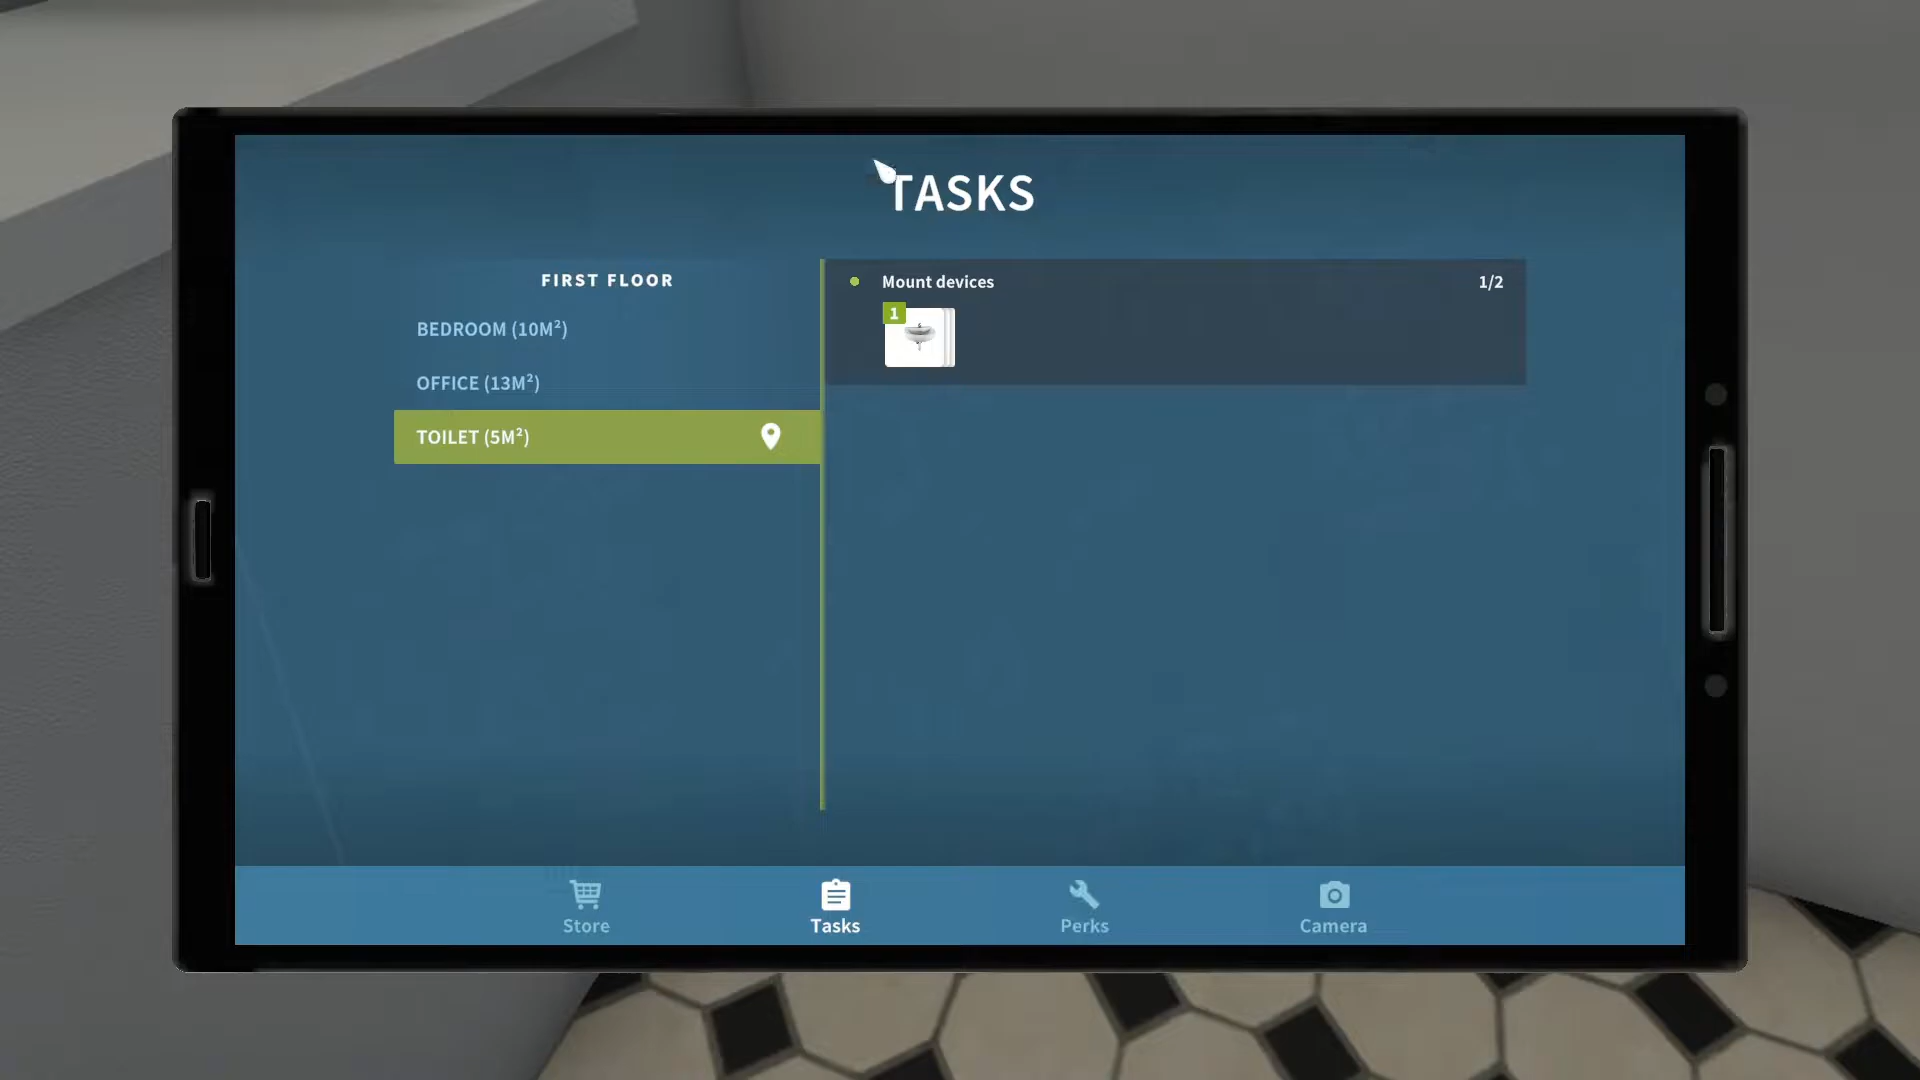 TASKS
FIRST FLOOR
BEDROOM (10M²)
OFFICE (13M²)
TOILET (5M²)
Mount devices 1/2
1
Store Tasks Perks Camera